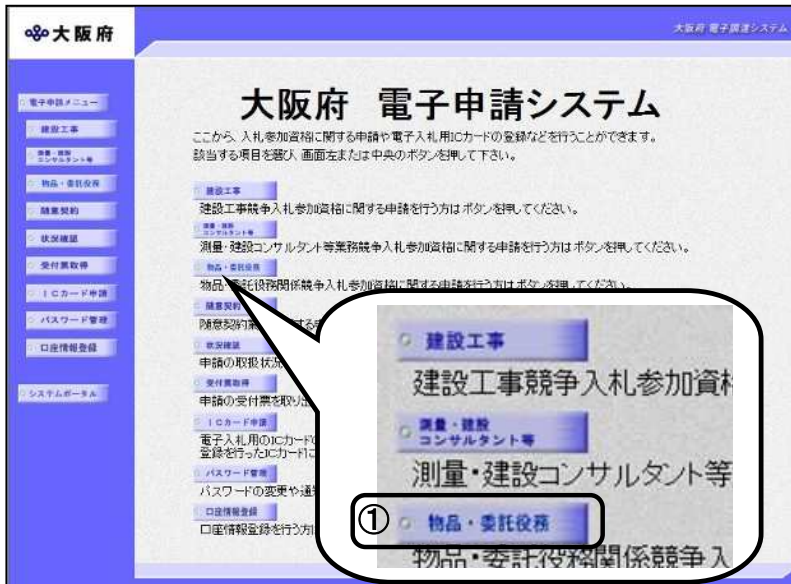 大阪府
大阪府 電子調達システム
電子申請メニュー
建設工事
測量・建設
コンサルタント等
物品・委託役務
随意契約
状況確認
受付票取得
ICカード申請
パスワード管理
口座情報登録
システムポータル
大阪府 電子申請システム
ここから、入札参加資格に関する申請や電子入札用ICカードの登録などを行うことができます。
該当する項目を選び、画面左または中央のボタンを押して下さい。
建設工事
建設工事競争入札参加資格に関する申請を行う方はボタンを押してください。
測量・建設
コンサルタント等
測量・建設コンサルタント等業務競争入札参加資格に関する申請を行う方はボタンを押してください。
物品・委託役務
物品・委託役務関係競争入札参加資格に関する申請を行う方はボタンを押してください。
随意契約
随意契約業
状況確認
申請の取扱状況
受付票取得
申請の受付票を取り出
ICカード申請
電子入札用のICカードの
登録を行ったICカードに
パスワード管理
パスワードの変更や通
口座情報登録
口座情報登録を行う方
建設工事
建設工事競争入札参加資格
測量・建設
コンサルタント等
測量・建設コンサルタント等
① 物品・委託役務
物品・委託役務関係競争入